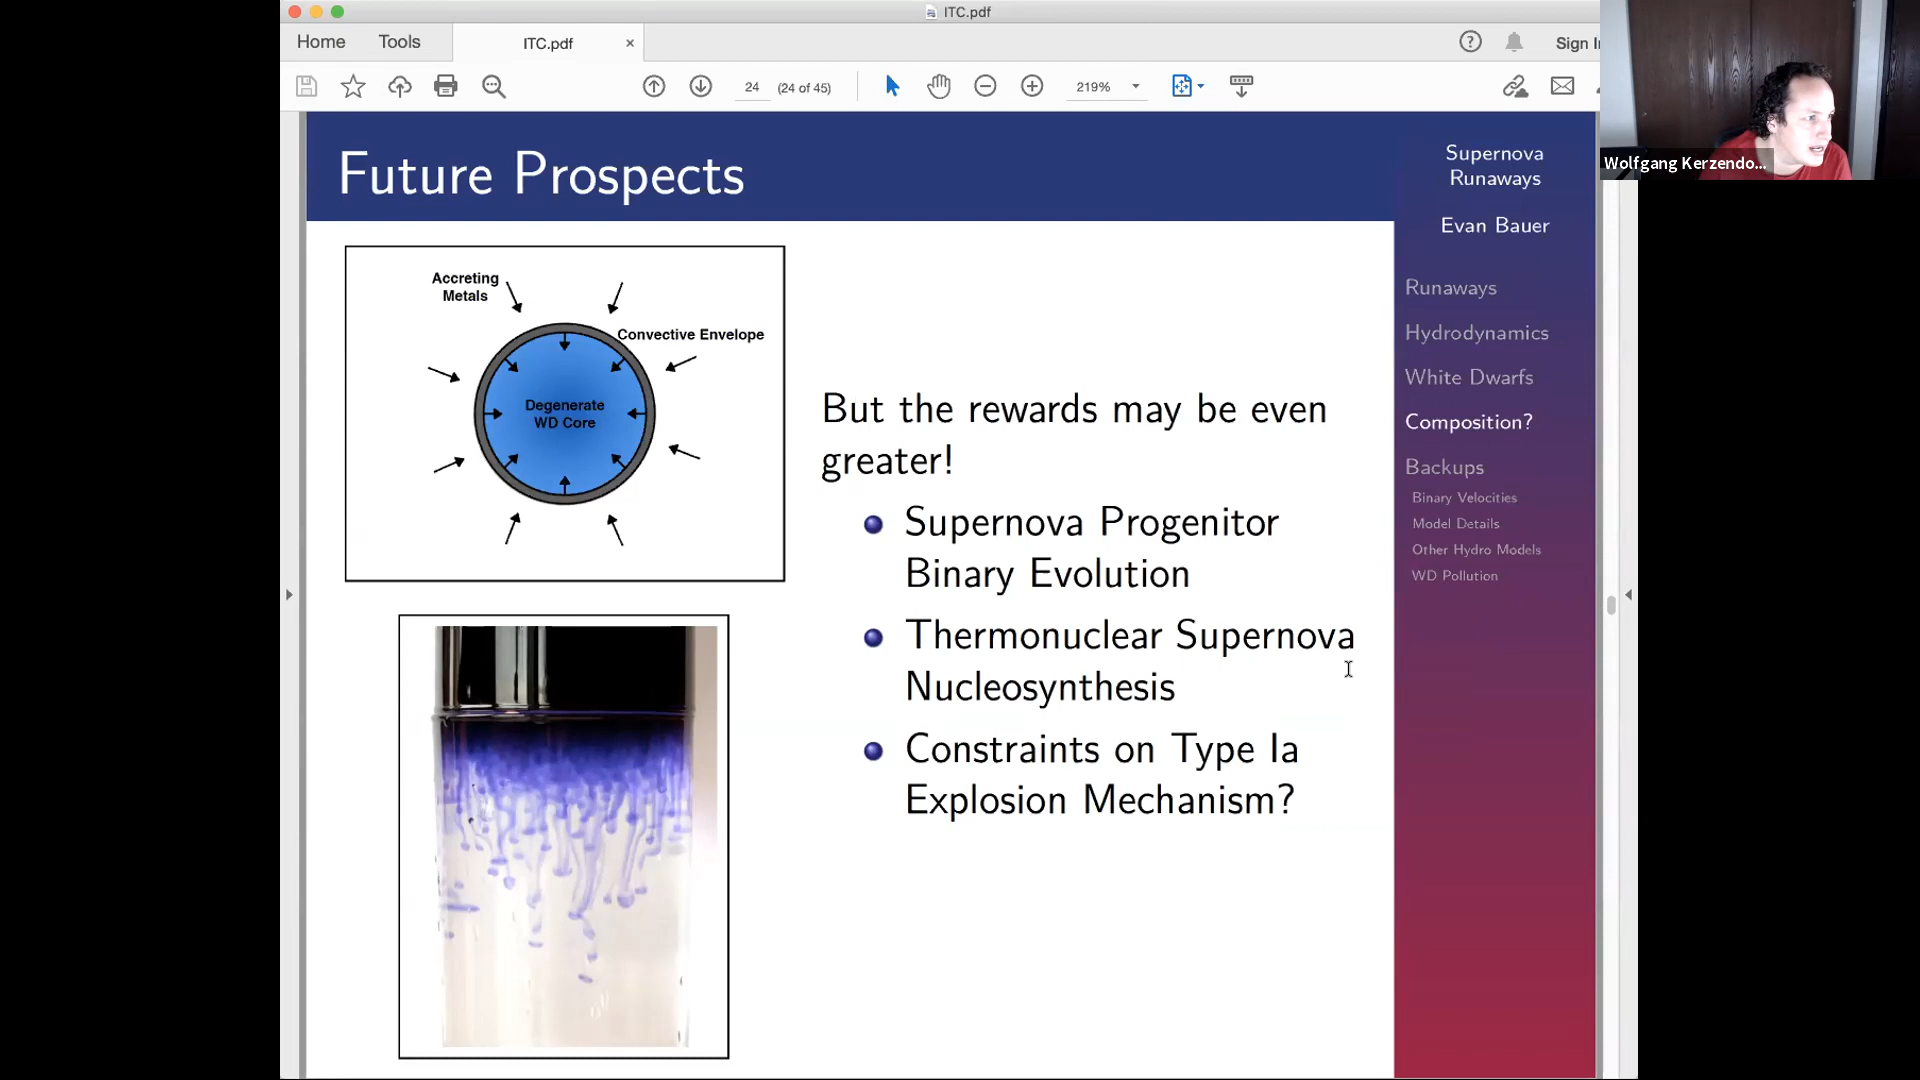 ITC.pdf
Home
Tools
ITC.pdf
Sign I
24
(24 of 45)
219%
Future Prospects
Accreting
Metals
Convective Envelope
Degenerate
WD Core
But the rewards may be even
greater!
Supernova Progenitor
Binary Evolution
Thermonuclear Supernova
Nucleosynthesis
Constraints on Type Ia
Explosion Mechanism?
Supernova
Runaways
Evan Bauer
Runaways
Hydrodynamics
White Dwarfs
Composition?
Backups
Binary Velocities
Model Details
Other Hydro Models
WD Pollution
Wolfgang Kerzendo...